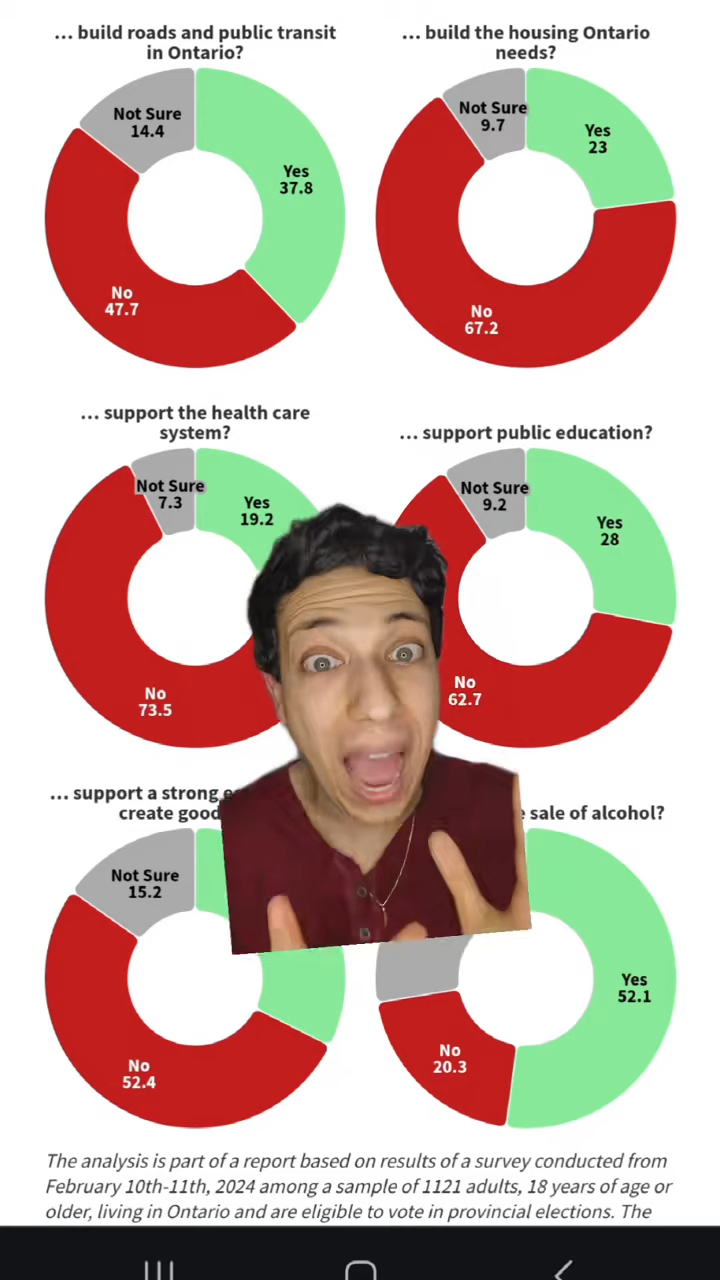 ... build roads and public transit
in Ontario?
Not Sure
14.4
Yes
37.8
No
47.7
... build the housing Ontario
needs?
Not Sure
9.7
Yes
23
No
67.2
... support the health care
system?
Not Sure
7.3
Yes
19.2
No
73.5
... support public education?
Not Sure
9.2
Yes
28
No
62.7
... support a strong
create good
Not Sure
15.2
No
52.4
sale of alcohol?
Yes
52.1
No
20.3
The analysis is part of a report based on results of a survey conducted from
February 10th-11th, 2024 among a sample of 1121 adults, 18 years of age or
older, living in Ontario and are eligible to vote in provincial elections. The